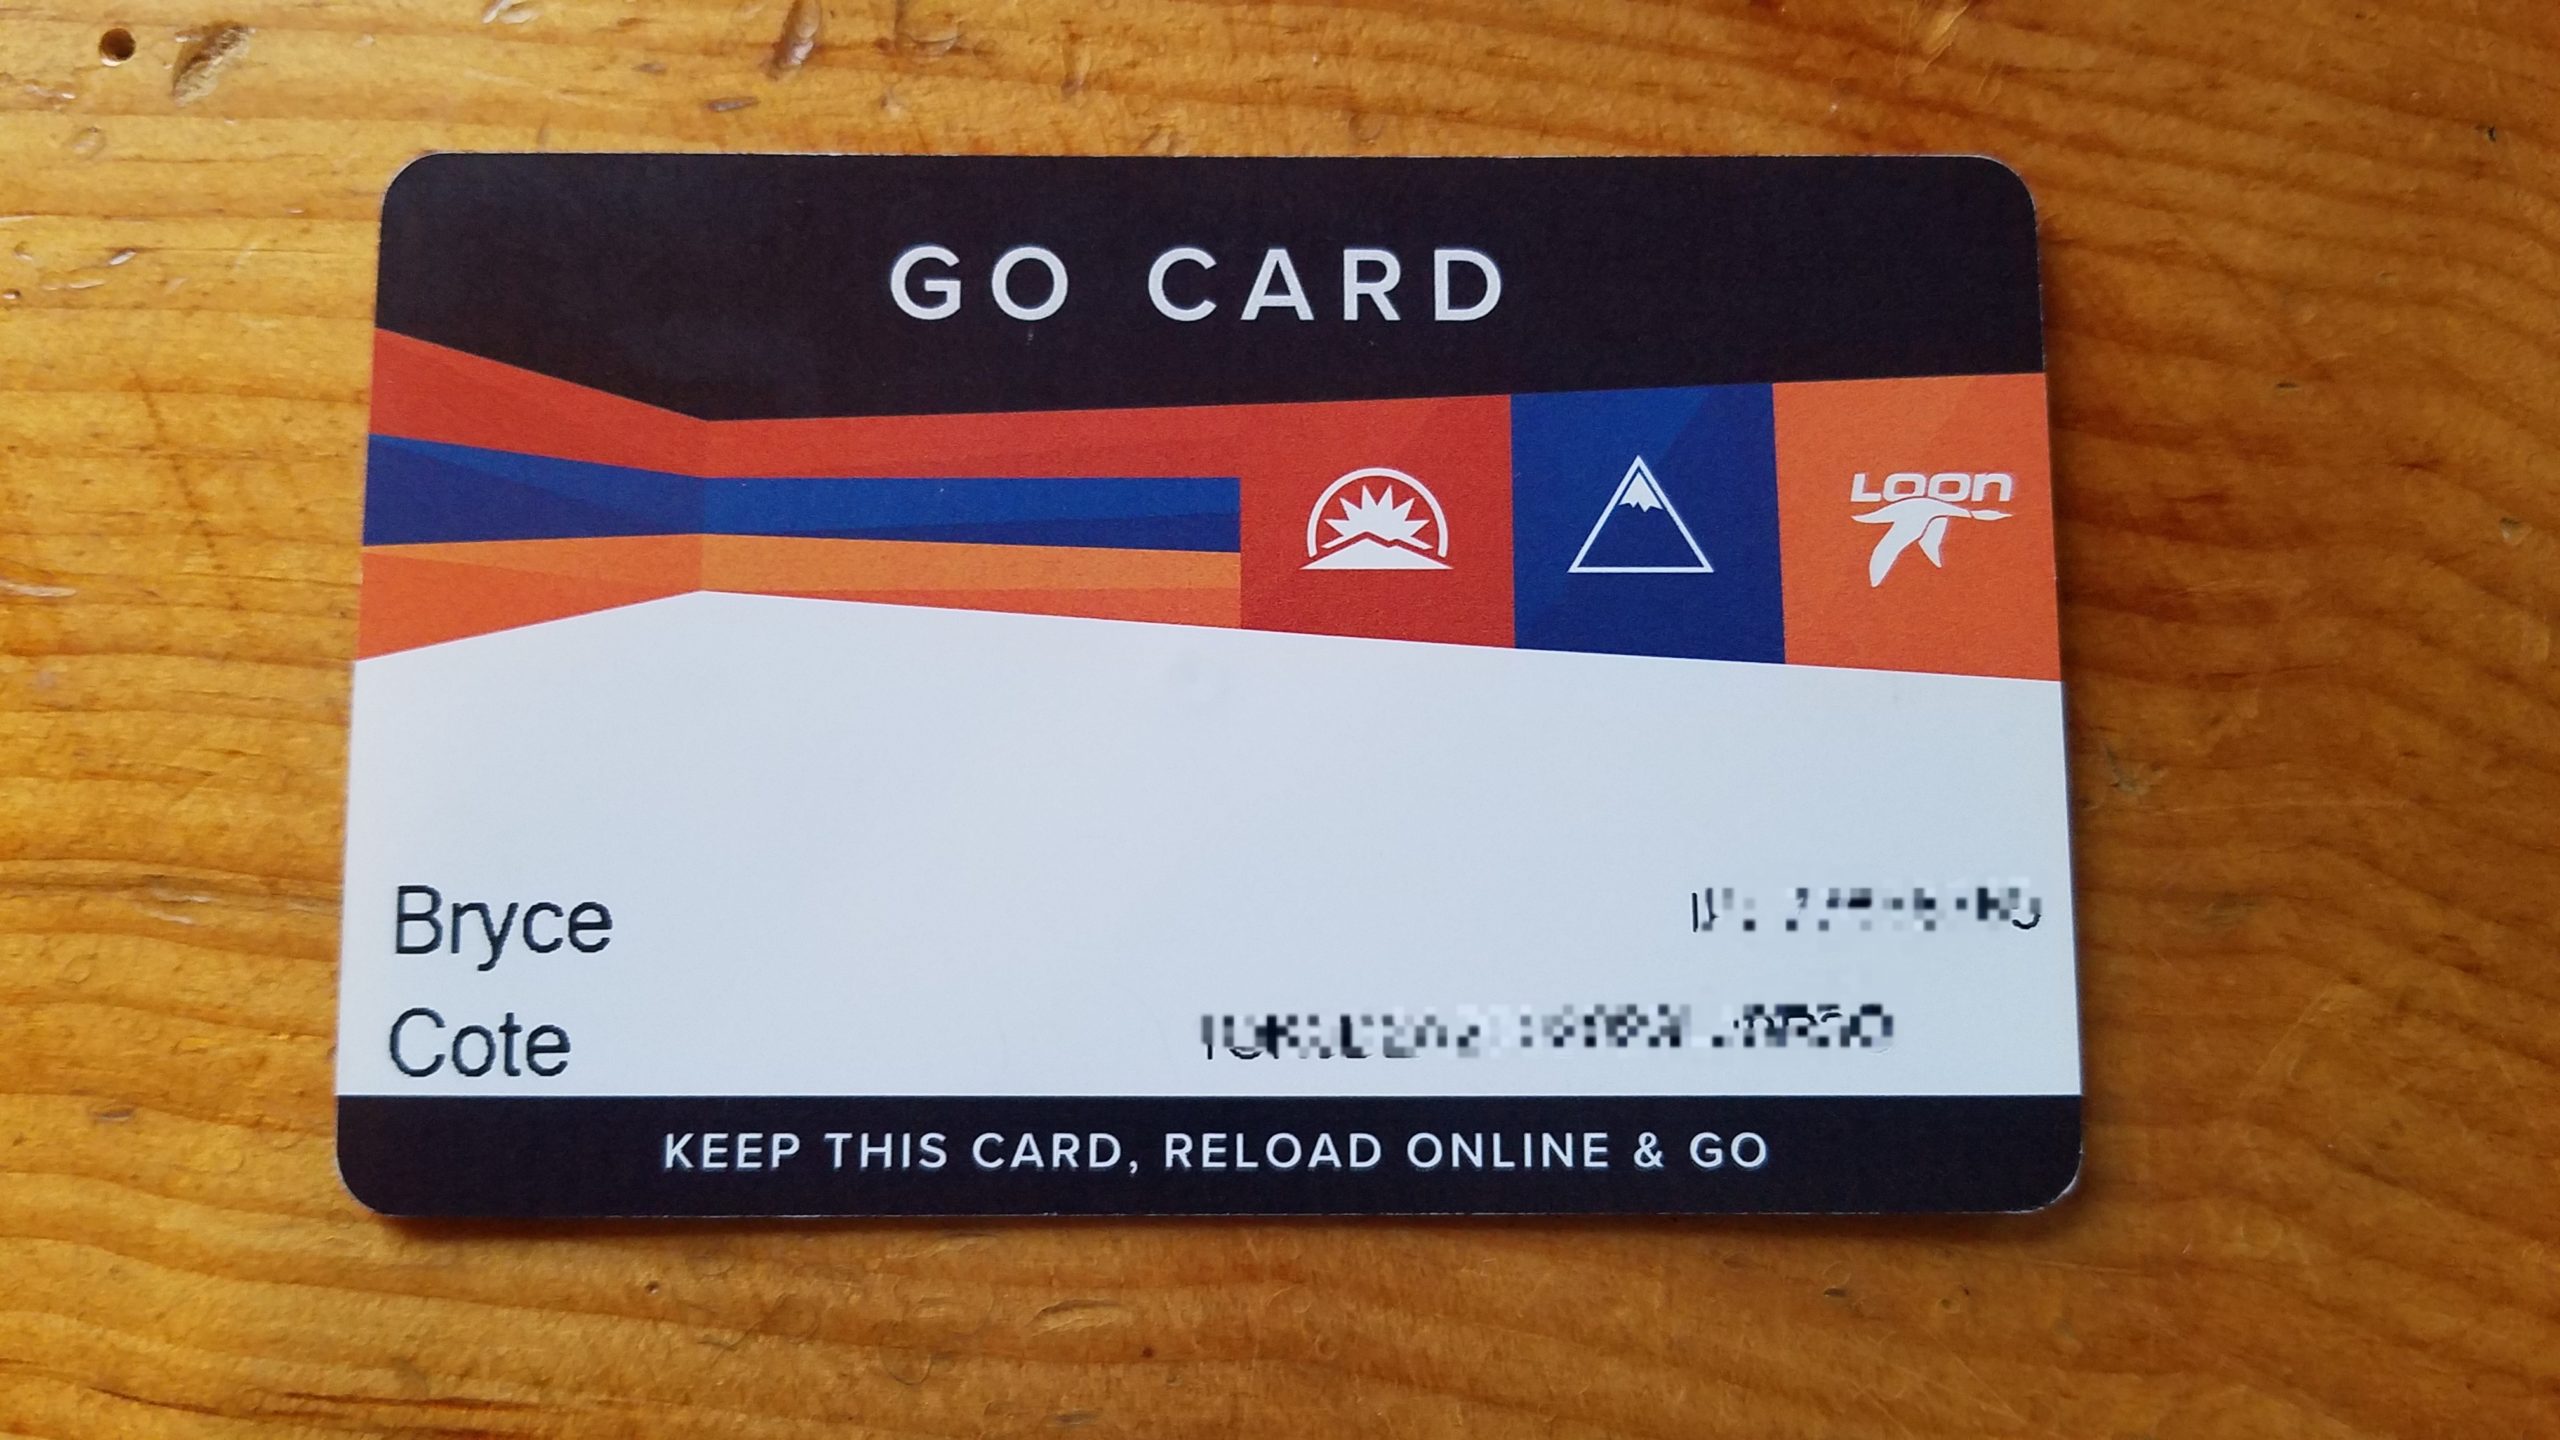 GO CARD
LOON
Bryce
Cote
KEEP THIS CARD, RELOAD ONLINE & GO